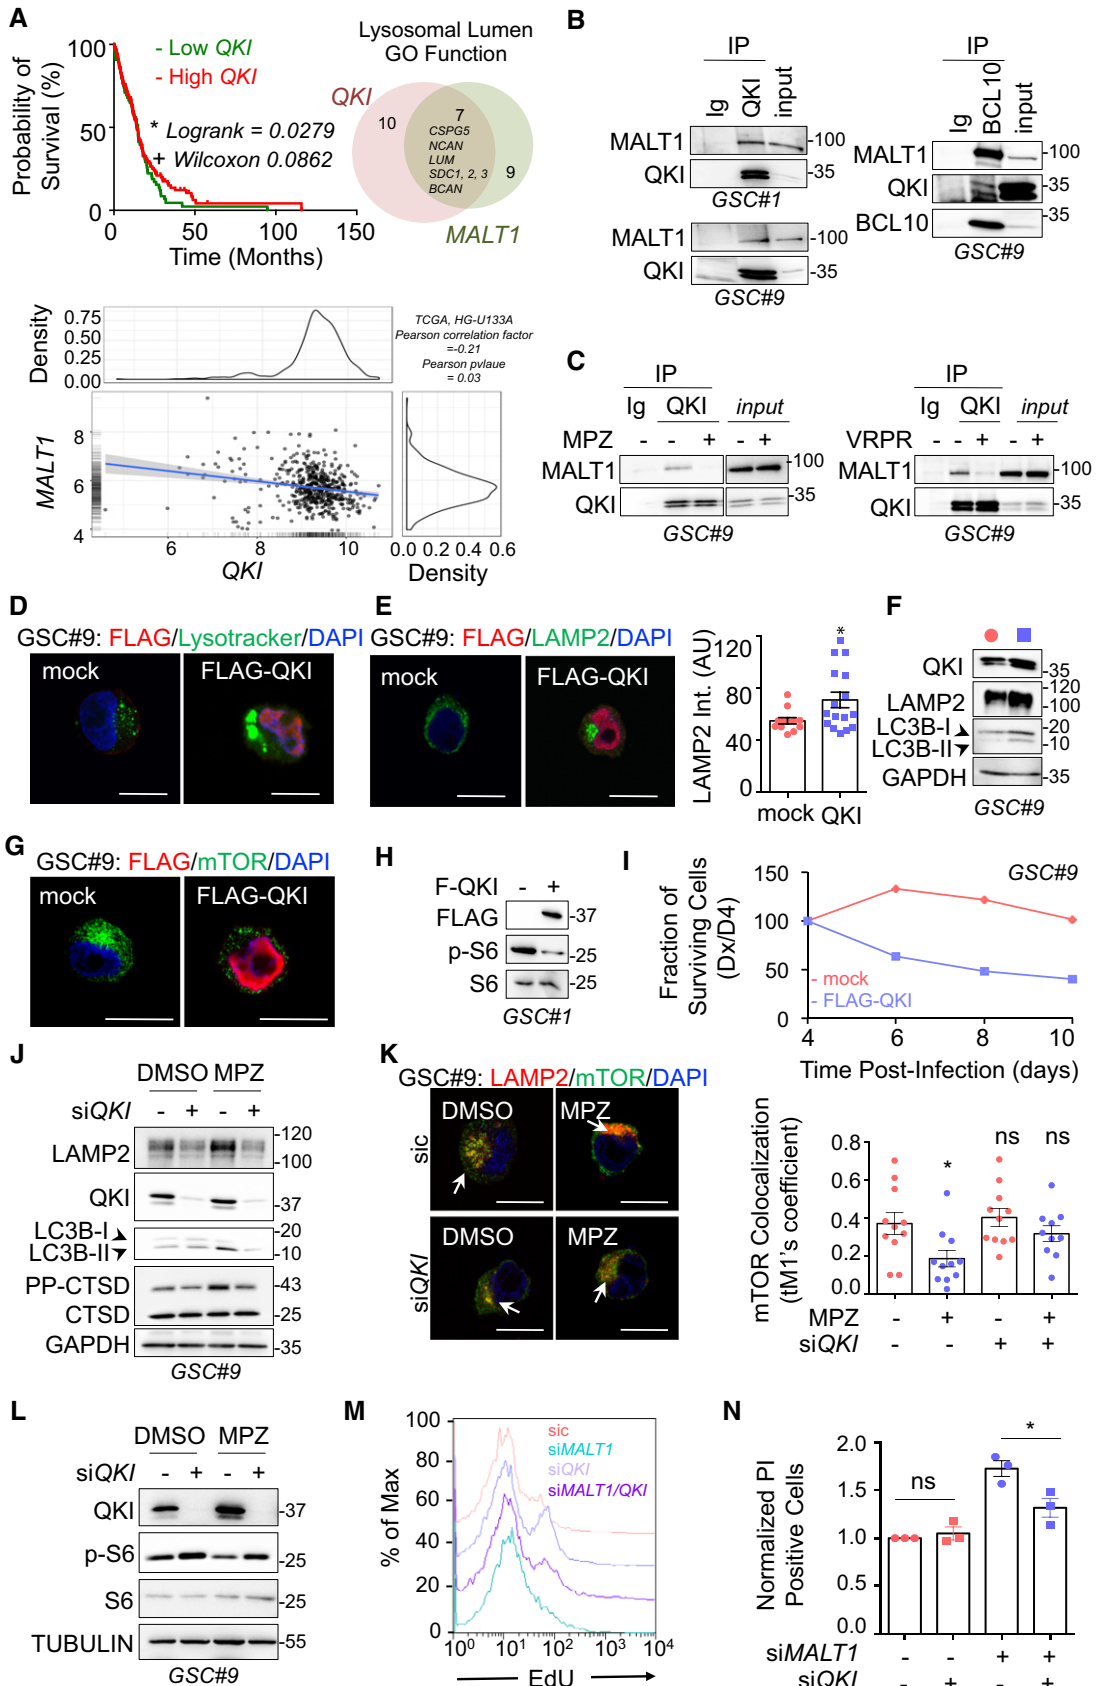 A
Probability of
Survival (%)
100
50
0
0 50 100 150
Time (Months)
- Low QKI
- High QKI
* Logrank = 0.0279
+ Wilcoxon 0.0862
Lysosomal Lumen
GO Function
QKI
10
7
CSPG5
NCAN
LUM
SDC1, 2, 3
BCAN
9
MALT1
Density
0.75
0.50
0.25
0.00
TCGA, HG-U133A
Pearson correlation factor
=-0.21
Pearson pvlaue
= 0.03
MALT1
8
6
4
6 8 10
QKI
0.0 0.2 0.4 0.6
Density
B
IP
Ig QKI input
MALT1 -100
QKI -35
GSC#1
MALT1 -100
QKI -35
GSC#9
IP
Ig BCL10 input
MALT1 -100
QKI
BCL10 -35
GSC#9
C
IP
Ig QKI input
MPZ - - + - +
MALT1 -100
QKI -35
GSC#9
IP
Ig QKI input
VRPR - - + - +
MALT1 -100
QKI -35
GSC#9
D
GSC#9: FLAG/Lysotracker/DAPI
mock
FLAG-QKI
E
GSC#9: FLAG/LAMP2/DAPI
mock
FLAG-QKI
LAMP2 Int. (AU)
120
80
40
0
*
mock QKI
F
QKI -35
LAMP2 120
100
LC3B-I -20
LC3B-II -10
GAPDH -35
GSC#9
G
GSC#9: FLAG/mTOR/DAPI
mock
FLAG-QKI
H
F-QKI - +
FLAG -37
p-S6 -25
S6 -25
GSC#1
I
GSC#9
Fraction of
Surviving Cells
(Dx/D4)
150
100
50
0
- mock
- FLAG-QKI
4 6 8 10
Time Post-Infection (days)
J
DMSO MPZ
siQKI - + - +
LAMP2 -120
-100
QKI -37
LC3B-I -20
LC3B-II -10
PP-CTSD -43
CTSD -25
GAPDH -35
GSC#9
K
GSC#9: LAMP2/mTOR/DAPI
DMSO MPZ
sic
DMSO MPZ
siQKI
mTOR Colocalization
(tM1's coefficient)
0.8
0.6
0.4
0.2
0.0
* ns ns
MPZ - + - +
siQKI - - + +
L
DMSO MPZ
siQKI - + - +
QKI -37
p-S6 -25
S6 -25
TUBULIN -55
GSC#9
M
% of Max
100
80
60
40
20
0
sic
siMALT1
siQKI
siMALT1/QKI
10⁰ 10¹ 10² 10³ 10⁴
EdU
N
Normalized PI
Positive Cells
2.0
1.5
1.0
0.5
0.0
ns
*
siMALT1 - - + +
siQKI - + - +